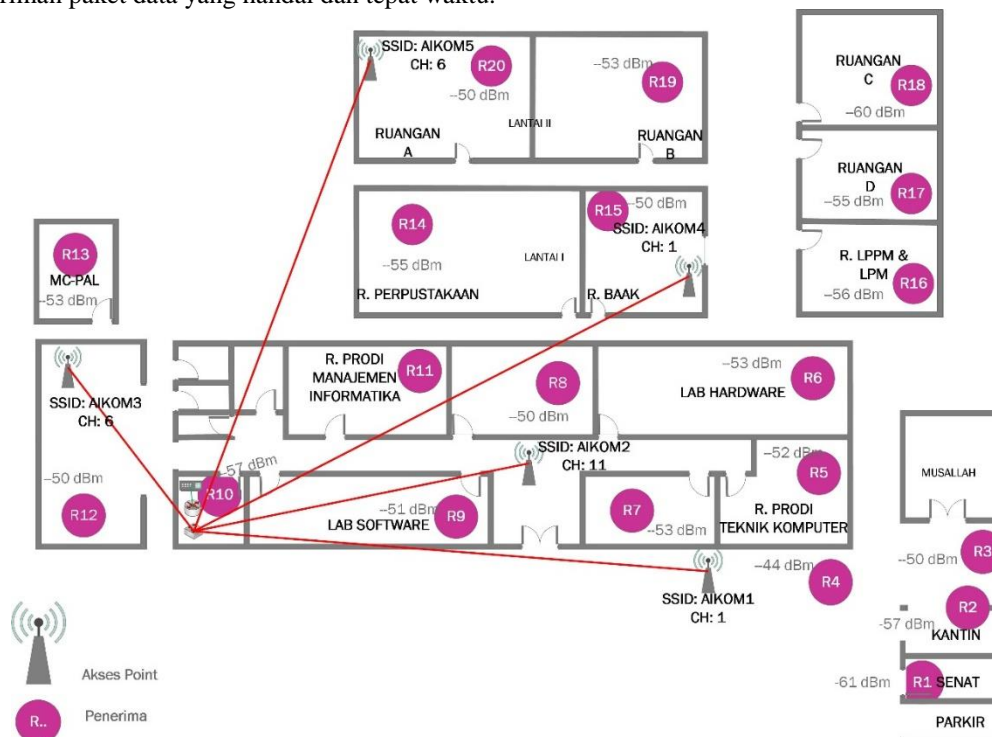 riman paket data yang handal dan tepat waktu.
SSID: AIKOM5
CH: 6
R20
--50 dBm
RUANGAN
A
LANTAI II
--53 dBm
R19
RUANGAN
B
RUANGAN
C
R18
--60 dBm
RUANGAN
D
--55 dBm
R17
R. LPPM &
LPM
--56 dBm
R16
R14
--55 dBm
LANTAI I
R. PERPUSTAKAAN
R15
--50 dBm
SSID: AIKOM4
CH: 1
R. BAAK
R13
MC-PAL
--53 dBm
SSID: AIKOM3
CH: 6
--50 dBm
R12
R. PRODI
MANAJEMEN
INFORMATIKA
R11
R8
--50 dBm
--53 dBm
R6
LAB HARDWARE
SSID: AIKOM2
CH: 11
--57 dBm
R10
--51 dBm
R9
LAB SOFTWARE
R7
--53 dBm
--52 dBm
R5
R. PRODI
TEKNIK KOMPUTER
MUSALLAH
--50 dBm
R3
R2
-57 dBm
KANTIN
-61 dBm
R1
SENAT
PARKIR
--44 dBm
R4
SSID: AIKOM1
CH: 1
Akses Point
R..
Penerima